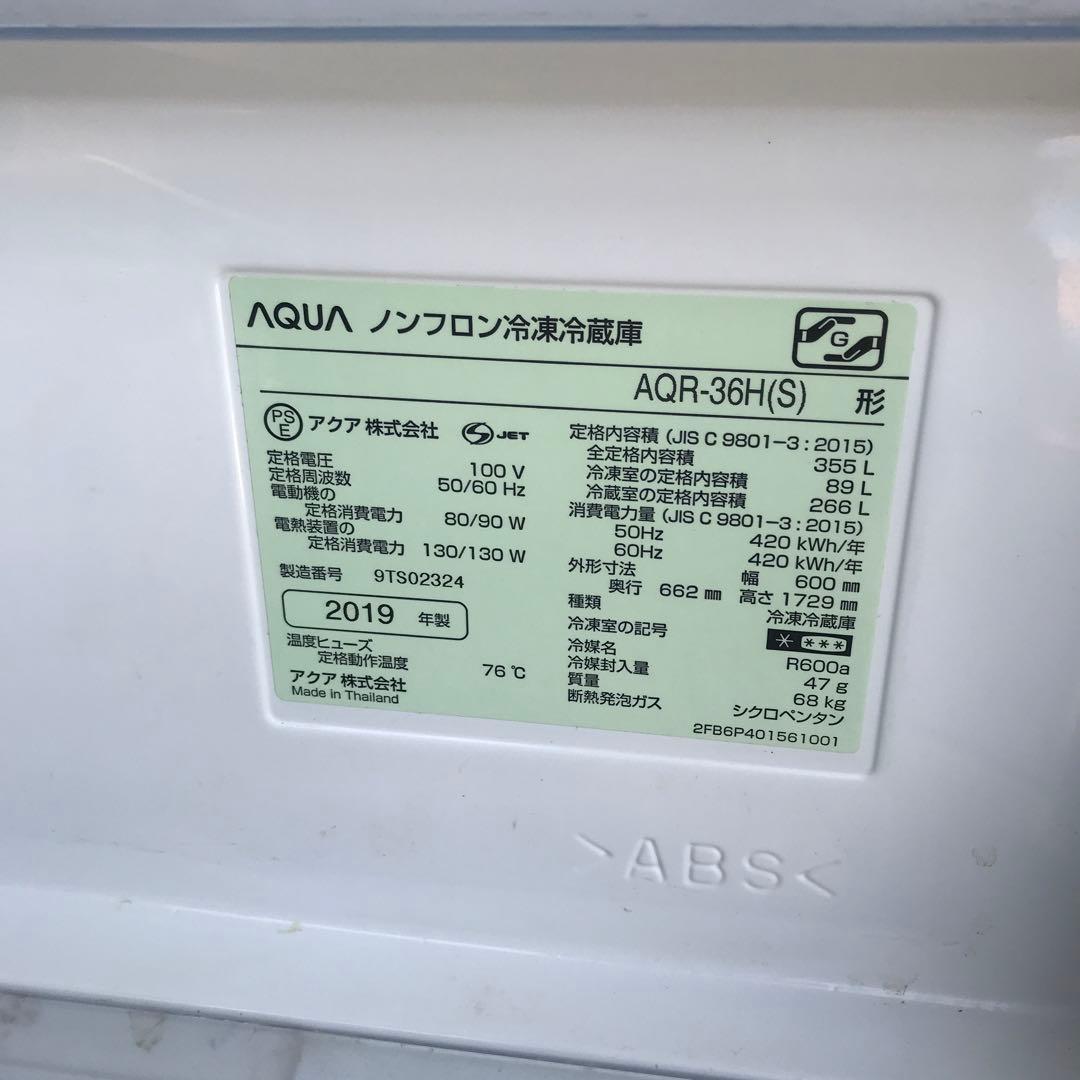 AQUA ノンフロン冷凍冷蔵庫
G
AQR-36H(S) 形
PSE アクア株式会社 S JET
定格電圧 100 V
定格周波数 50/60 Hz
電動機の
定格消費電力 80/90 W
電熱装置の
定格消費電力 130/130 W
製造番号 9TS02324
2019 年製
温度ヒューズ
定格動作温度 76 ℃
アクア株式会社
Made in Thailand
定格内容積 (JIS C 9801-3:2015)
全定格内容積 355 L
冷凍室の定格内容積 89 L
冷蔵室の定格内容積 266 L
消費電力量 (JIS C 9801-3:2015)
50Hz 420 kWh/年
60Hz 420 kWh/年
外形寸法 幅 600 ㎜
奥行 662 ㎜ 高さ 1729 ㎜
種類 冷凍冷蔵庫
冷凍室の記号 * ***
冷媒名 R600a
冷媒封入量 47 g
質量 68 kg
断熱発泡ガス シクロペンタン
2FB6P401561001
>ABS<